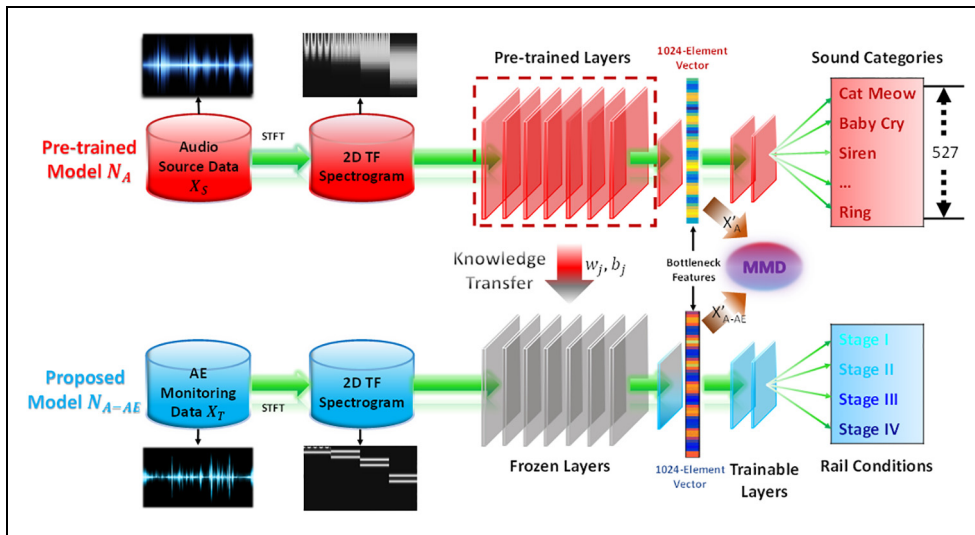 Pre-trained Layers
1024-Element
Vector
Sound Categories
Pre-trained
Model N_A
Audio
Source Data
X_S
STFT
2D TF
Spectrogram
Cat Meow
Baby Cry
Siren
...
Ring
527
Knowledge
Transfer
w_j, b_j
X'_A
Bottleneck
Features
MMD
X'_A-AE
Proposed
Model N_A=AE
AE
Monitoring
Data X_T
STFT
2D TF
Spectrogram
Stage I
Stage II
Stage III
Stage IV
Frozen Layers
1024-Element
Vector
Trainable
Layers
Rail Conditions